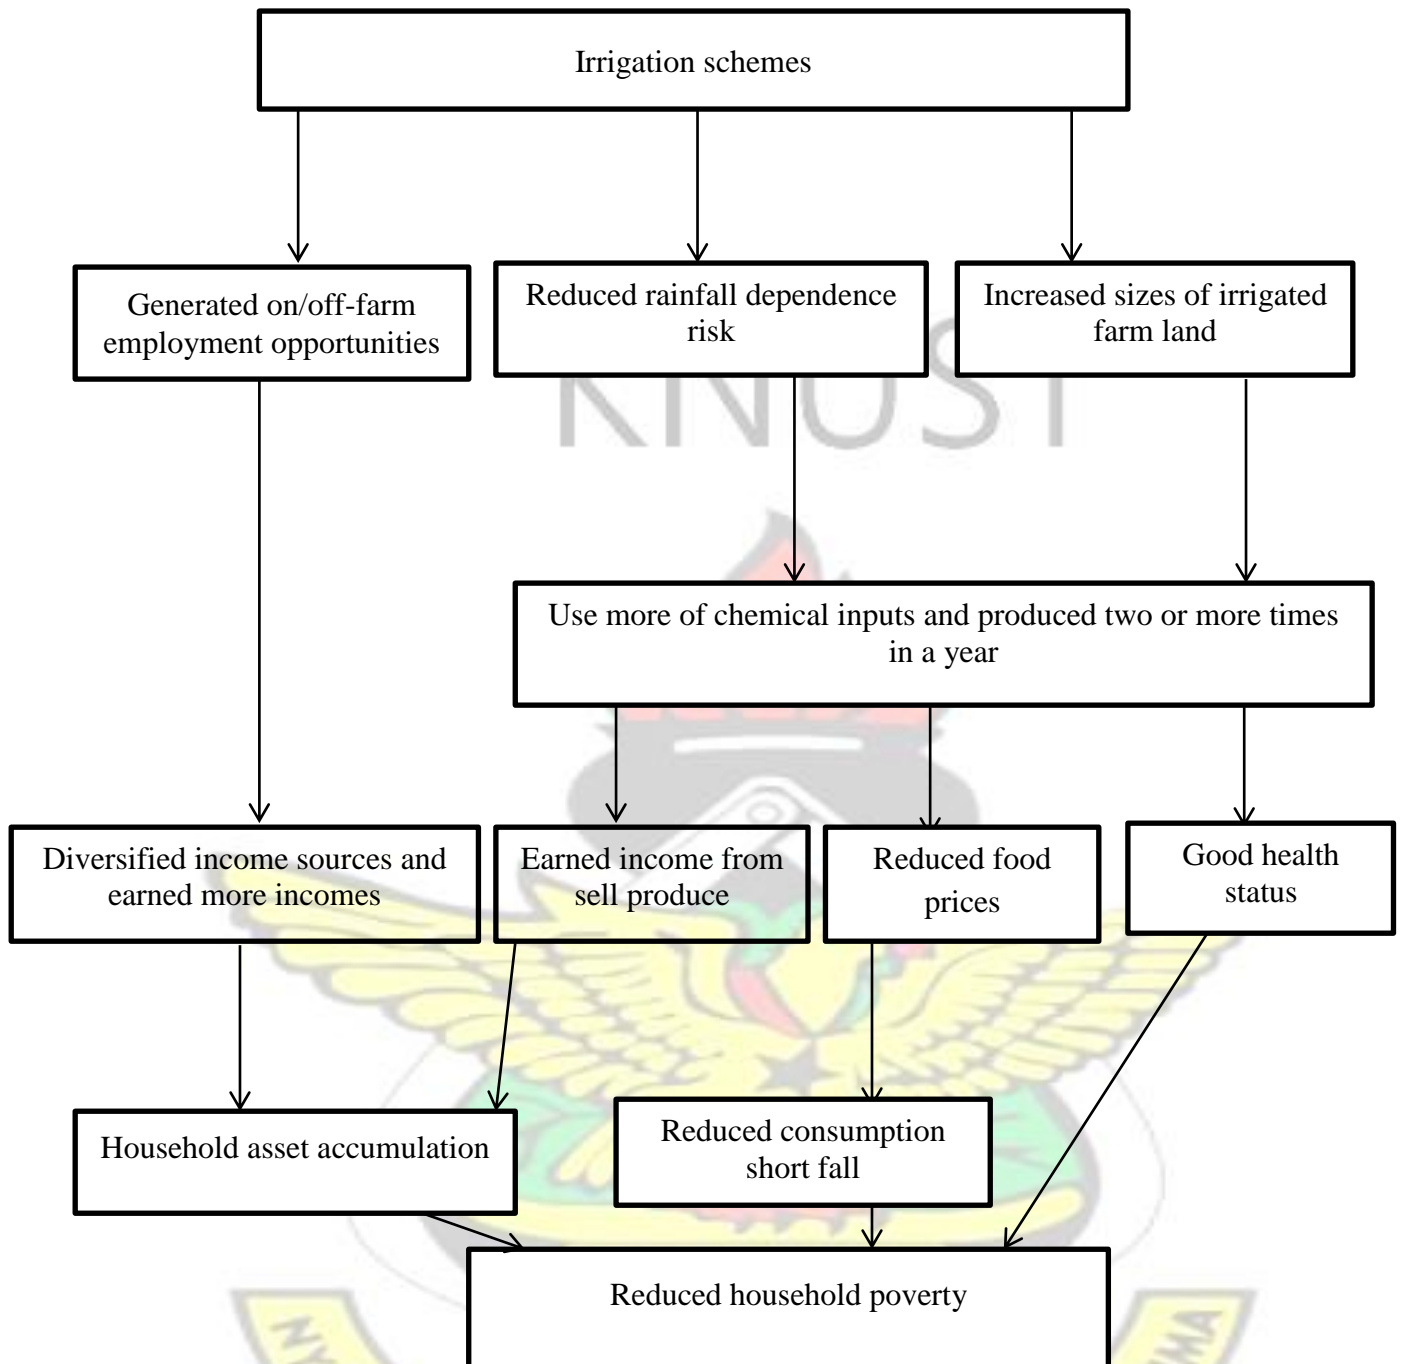 Irrigation schemes
Generated on/off-farm
employment opportunities
Reduced rainfall dependence
risk
Increased sizes of irrigated
farm land
KNUST
Use more of chemical inputs and produced two or more times
in a year
Diversified income sources and
earned more incomes
Earned income from
sell produce
Reduced food
prices
Good health
status
Household asset accumulation
Reduced consumption
short fall
Reduced household poverty